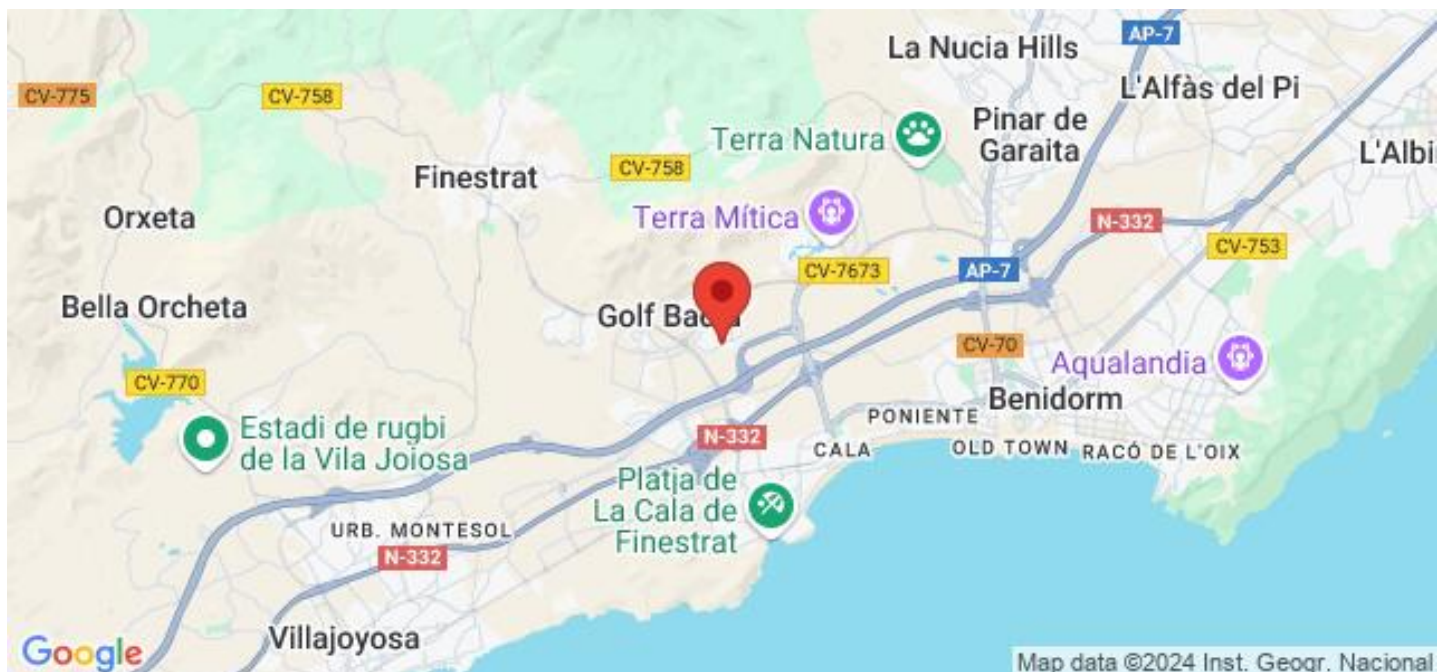 La Nucia Hills
AP-7
CV-775
CV-758
L'Alfàs del Pi
Terra Natura
Pinar de
Garaita
L'Albi
Finestrat
CV-758
Orxeta
Terra Mítica
N-332
CV-753
CV-7673
AP-7
Bella Orcheta
Golf Ba
CV-70
Aqualandia
CV-770
Benidorm
PONIENTE
Estadi de rugbi
de la Vila Joiosa
N-332
CALA
OLD TOWN
RACÓ DE L'OIX
Platja de
La Cala de
Finestrat
URB. MONTESOL
N-332
Villajoyosa
Google
Map data ©2024 Inst. Geogr. Nacional